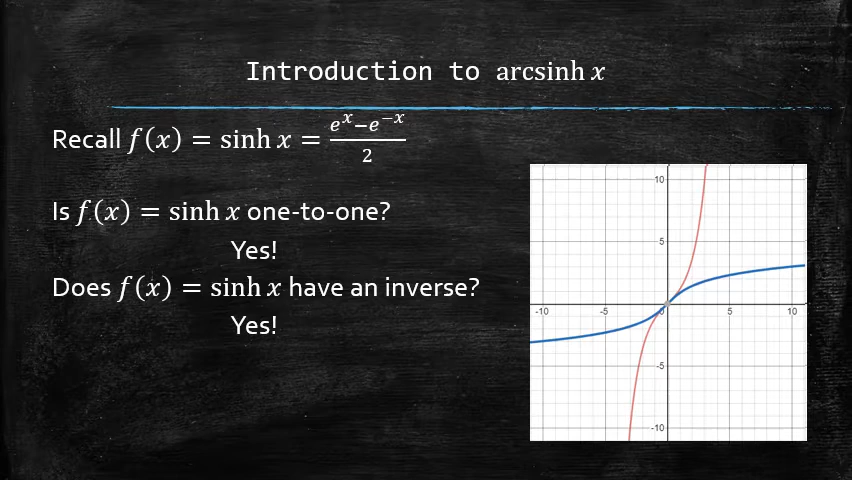 Introduction to arcsinh x
Recall f(x) = sinh x = (e^x − e^−x)/2
Is f(x) = sinh x one-to-one?
Yes!
Does f(x) = sinh x have an inverse?
Yes!
10
5
-10 -5 0 5 10
-5
-10